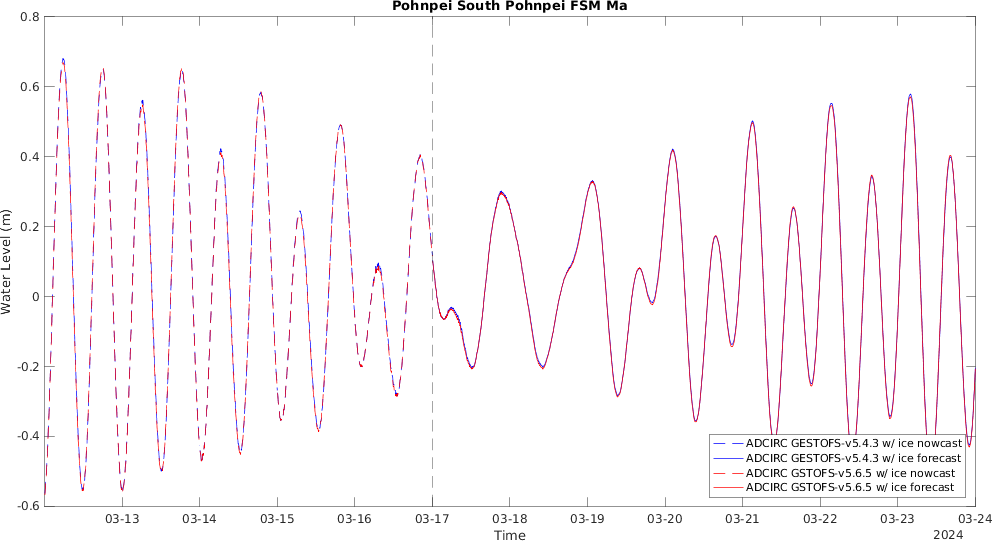 Pohnpei South Pohnpei FSM Ma
0.8
0.6
0.4
0.2
0
-0.2
-0.4
-0.6
Water Level (m)
ADCIRC GESTOFS-v5.4.3 w/ ice nowcast
ADCIRC GESTOFS-v5.4.3 w/ ice forecast
ADCIRC GSTOFS-v5.6.5 w/ ice nowcast
ADCIRC GSTOFS-v5.6.5 w/ ice forecast
03-13 03-14 03-15 03-16 03-17 03-18 03-19 03-20 03-21 03-22 03-23 03-24
Time
2024